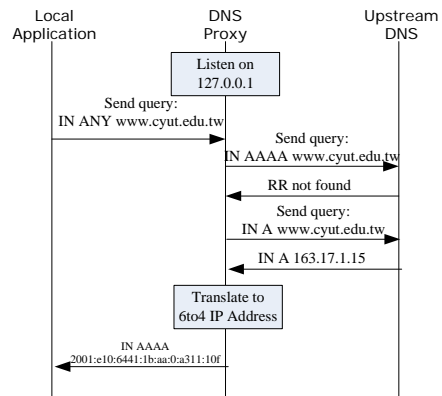 Local
Application
DNS
Proxy
Upstream
DNS
Listen on
127.0.0.1
Send query:
IN ANY www.cyut.edu.tw
Send query:
IN AAAA www.cyut.edu.tw
RR not found
Send query:
IN A www.cyut.edu.tw
IN A 163.17.1.15
Translate to
6to4 IP Address
IN AAAA
2001:e10:6441:1b:aa:0:a311:10f